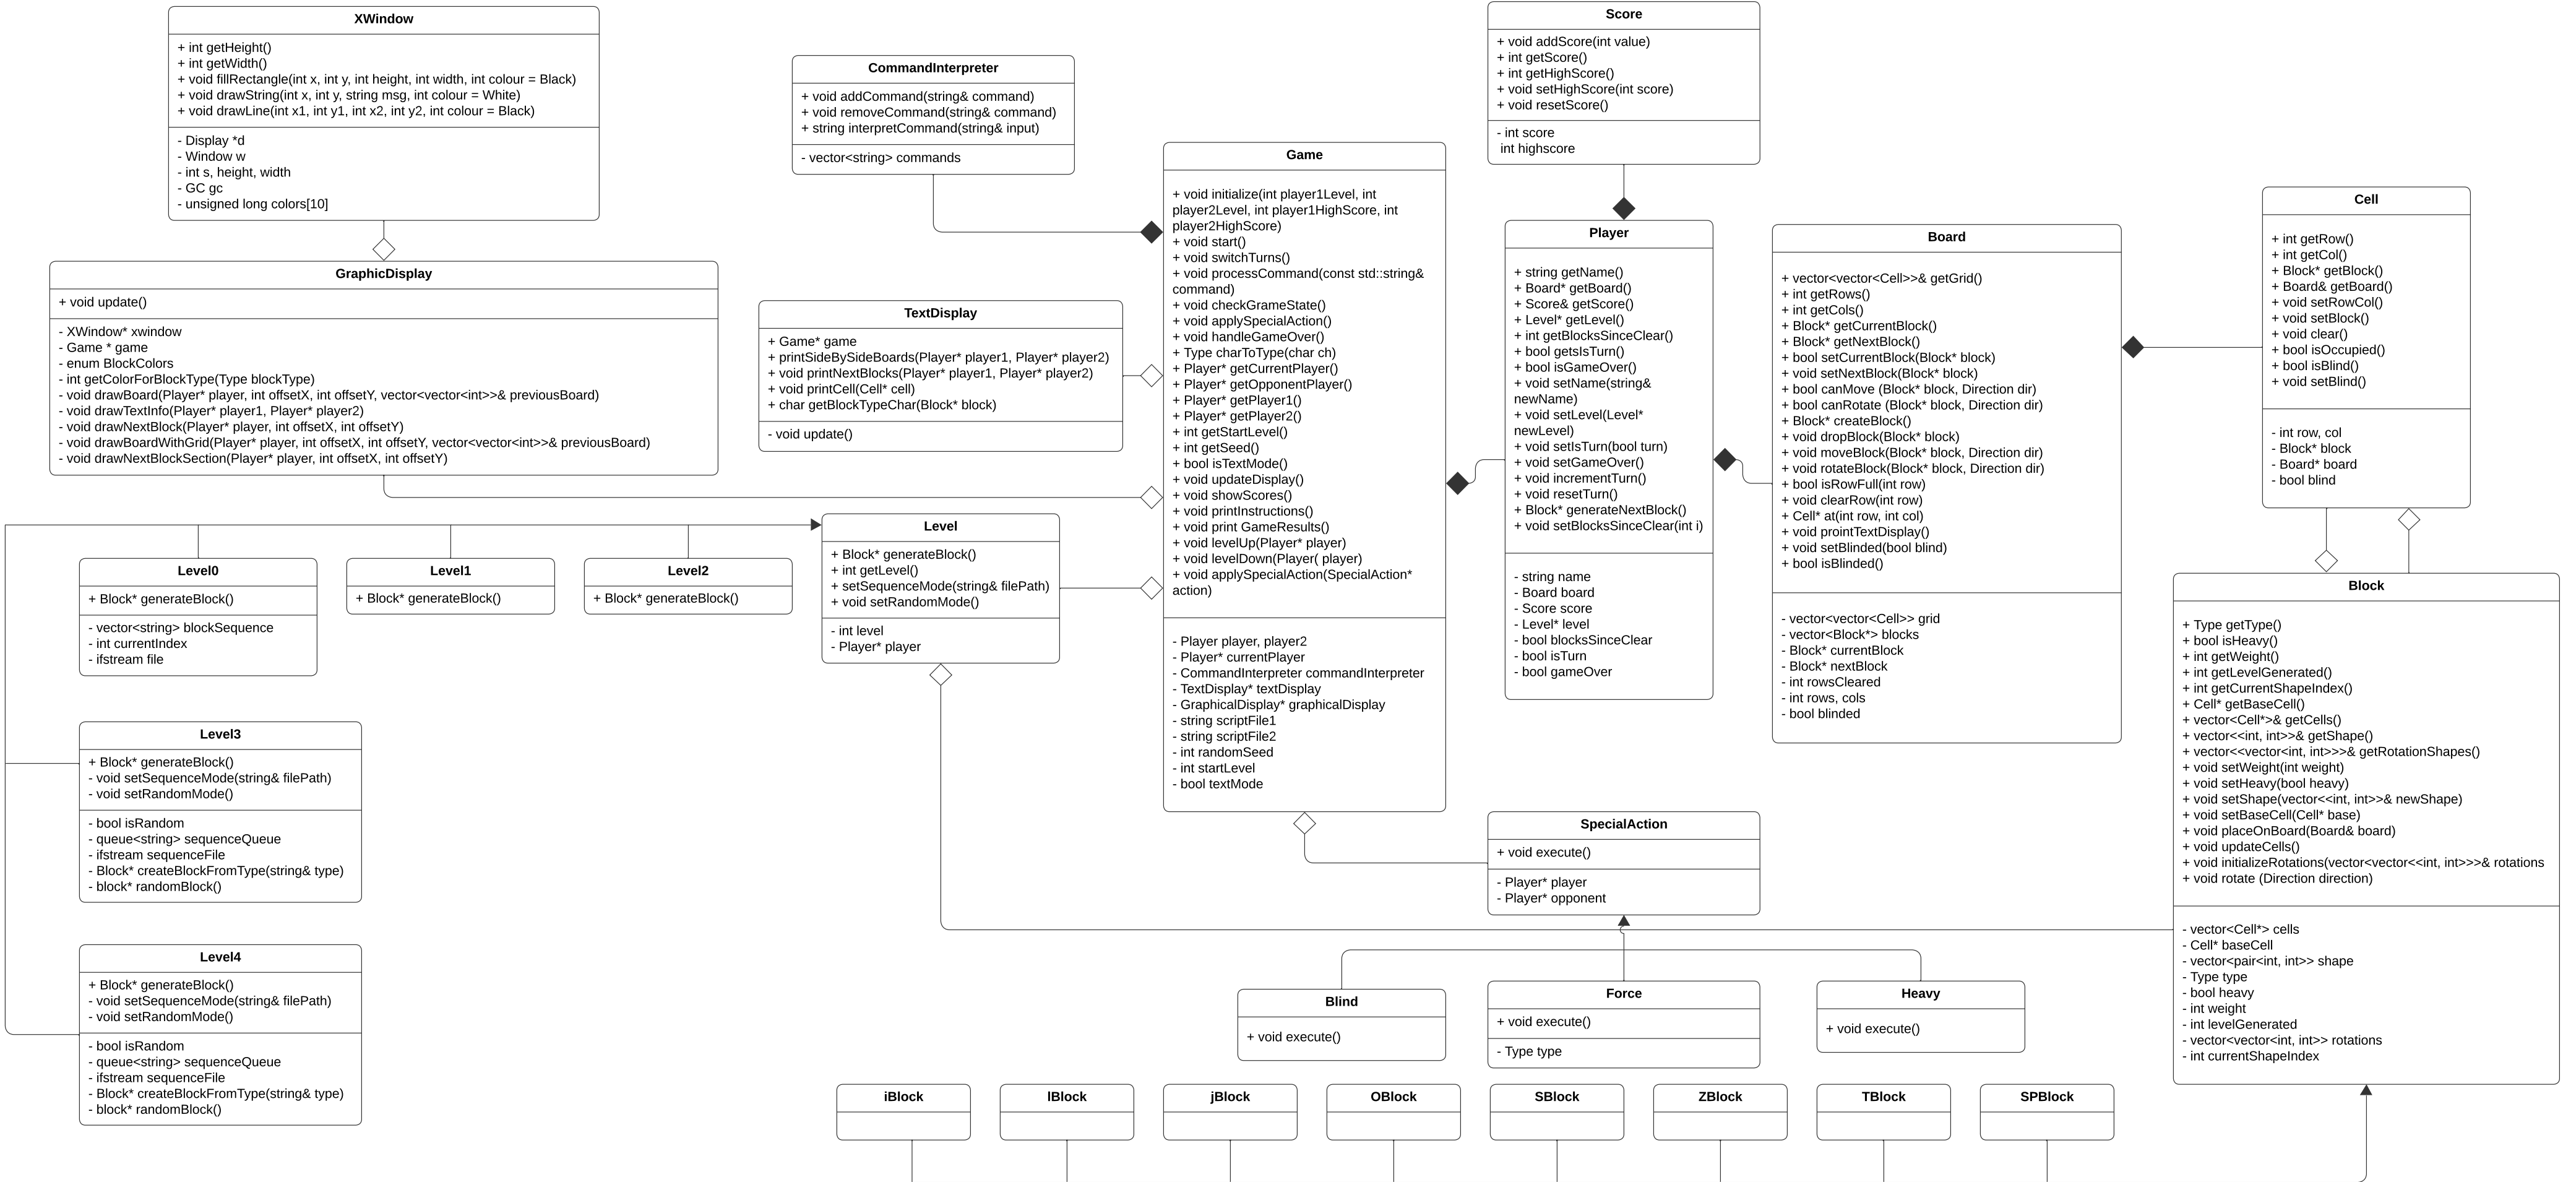 XWindow
+ int getHeight()
+ int getWidth()
+ void fillRectangle(int x, int y, int height, int width, int colour = Black)
+ void drawString(int x, int y, string msg, int colour = White)
+ void drawLine(int x1, int y1, int x2, int y2, int colour = Black)
- Display *d
- Window w
- int s, height, width
- GC gc
- unsigned long colors[10]
GraphicDisplay
+ void update()
- XWindow* xwindow
- Game * game
- enum BlockColors
- int getColorForBlockType(Type blockType)
- void drawBoard(Player* player, int offsetX, int offsetY, vector<vector<int>>& previousBoard)
- void drawTextInfo(Player* player1, Player* player2)
- void drawNextBlock(Player* player, int offsetX, int offsetY)
- void drawBoardWithGrid(Player* player, int offsetX, int offsetY, vector<vector<int>>& previousBoard)
- void drawNextBlockSection(Player* player, int offsetX, int offsetY)
CommandInterpreter
+ void addCommand(string& command)
+ void removeCommand(string& command)
+ string interpretCommand(string& input)
- vector<string> commands
TextDisplay
+ Game* game
+ printSideBySideBoards(Player* player1, Player* player2)
+ void printNextBlocks(Player* player1, Player* player2)
+ void printCell(Cell* cell)
+ char getBlockTypeChar(Block* block)
- void update()
Game
+ void initialize(int player1Level, int
player2Level, int player1HighScore, int
player2HighScore)
+ void start()
+ void switchTurns()
+ void processCommand(const std::string&
command)
+ void checkGrameState()
+ void applySpecialAction()
+ void handleGameOver()
+ Type charToType(char ch)
+ Player* getCurrentPlayer()
+ Player* getOpponentPlayer()
+ Player* getPlayer1()
+ Player* getPlayer2()
+ int getStartLevel()
+ int getSeed()
+ bool isTextMode()
+ void updateDisplay()
+ void showScores()
+ void printInstructions()
+ void print GameResults()
+ void levelUp(Player* player)
+ void levelDown(Player( player)
+ void applySpecialAction(SpecialAction*
action)
- Player player, player2
- Player* currentPlayer
- CommandInterpreter commandInterpreter
- TextDisplay* textDisplay
- GraphicalDisplay* graphicalDisplay
- string scriptFile1
- string scriptFile2
- int randomSeed
- int startLevel
- bool textMode
Score
+ void addScore(int value)
+ int getScore()
+ int getHighScore()
+ void setHighScore(int score)
+ void resetScore()
- int score
int highscore
Player
+ string getName()
+ Board* getBoard()
+ Score& getScore()
+ Level* getLevel()
+ int getBlocksSinceClear()
+ bool getsIsTurn()
+ bool isGameOver()
+ void setName(string&
newName)
+ void setLevel(Level*
newLevel)
+ void setIsTurn(bool turn)
+ void setGameOver()
+ void incrementTurn()
+ void resetTurn()
+ Block* generateNextBlock()
+ void setBlocksSinceClear(int i)
- string name
- Board board
- Score score
- Level* level
- bool blocksSinceClear
- bool isTurn
- bool gameOver
Board
+ vector<vector<Cell>>& getGrid()
+ int getRows()
+ int getCols()
+ Block* getCurrentBlock()
+ Block* getNextBlock()
+ bool setCurrentBlock(Block* block)
+ void setNextBlock(Block* block)
+ bool canMove (Block* block, Direction dir)
+ bool canRotate (Block* block, Direction dir)
+ Block* createBlock()
+ void dropBlock(Block* block)
+ void moveBlock(Block* block, Direction dir)
+ void rotateBlock(Block* block, Direction dir)
+ bool isRowFull(int row)
+ void clearRow(int row)
+ Cell* at(int row, int col)
+ void prointTextDisplay()
+ void setBlinded(bool blind)
+ bool isBlinded()
- vector<vector<Cell>> grid
- vector<Block*> blocks
- Block* currentBlock
- Block* nextBlock
- int rowsCleared
- int rows, cols
- bool blinded
Cell
+ int getRow()
+ int getCol()
+ Block* getBlock()
+ Board& getBoard()
+ void setRowCol()
+ void setBlock()
+ void clear()
+ bool isOccupied()
+ bool isBlind()
+ void setBlind()
- int row, col
- Block* block
- Board* board
- bool blind
Block
+ Type getType()
+ bool isHeavy()
+ int getWeight()
+ int getLevelGenerated()
+ int getCurrentShapeIndex()
+ Cell* getBaseCell()
+ vector<Cell*>& getCells()
+ vector<<int, int>>& getShape()
+ vector<<vector<int, int>>>& getRotationShapes()
+ void setWeight(int weight)
+ void setHeavy(bool heavy)
+ void setShape(vector<<int, int>>& newShape)
+ void setBaseCell(Cell* base)
+ void placeOnBoard(Board& board)
+ void updateCells()
+ void initializeRotations(vector<vector<<int, int>>>& rotations
+ void rotate (Direction direction)
- vector<Cell*> cells
- Cell* baseCell
- vector<pair<int, int>> shape
- Type type
- bool heavy
- int weight
- int levelGenerated
- vector<vector<int, int>> rotations
- int currentShapeIndex
Level
+ Block* generateBlock()
+ int getLevel()
+ setSequenceMode(string& filePath)
+ void setRandomMode()
- int level
- Player* player
Level0
+ Block* generateBlock()
- vector<string> blockSequence
- int currentIndex
- ifstream file
Level1
+ Block* generateBlock()
Level2
+ Block* generateBlock()
Level3
+ Block* generateBlock()
- void setSequenceMode(string& filePath)
- void setRandomMode()
- bool isRandom
- queue<string> sequenceQueue
- ifstream sequenceFile
- Block* createBlockFromType(string& type)
- block* randomBlock()
Level4
+ Block* generateBlock()
- void setSequenceMode(string& filePath)
- void setRandomMode()
- bool isRandom
- queue<string> sequenceQueue
- ifstream sequenceFile
- Block* createBlockFromType(string& type)
- block* randomBlock()
SpecialAction
+ void execute()
- Player* player
- Player* opponent
Blind
+ void execute()
Force
+ void execute()
- Type type
Heavy
+ void execute()
iBlock
lBlock
jBlock
OBlock
SBlock
ZBlock
TBlock
SPBlock